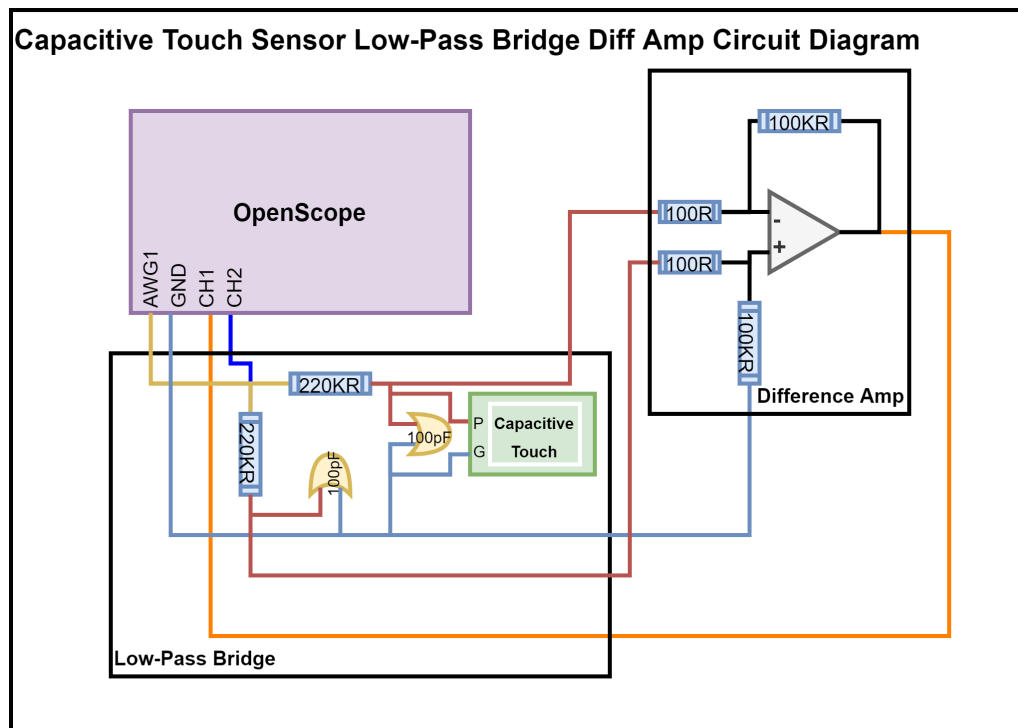 Capacitive Touch Sensor Low-Pass Bridge Diff Amp Circuit Diagram
OpenScope
AWG1
GND
CH1
CH2
100KR
100R
-
100R
+
100KR
Difference Amp
220KR
220KR
100pF
100pF
P
Capacitive
G
Touch
Low-Pass Bridge